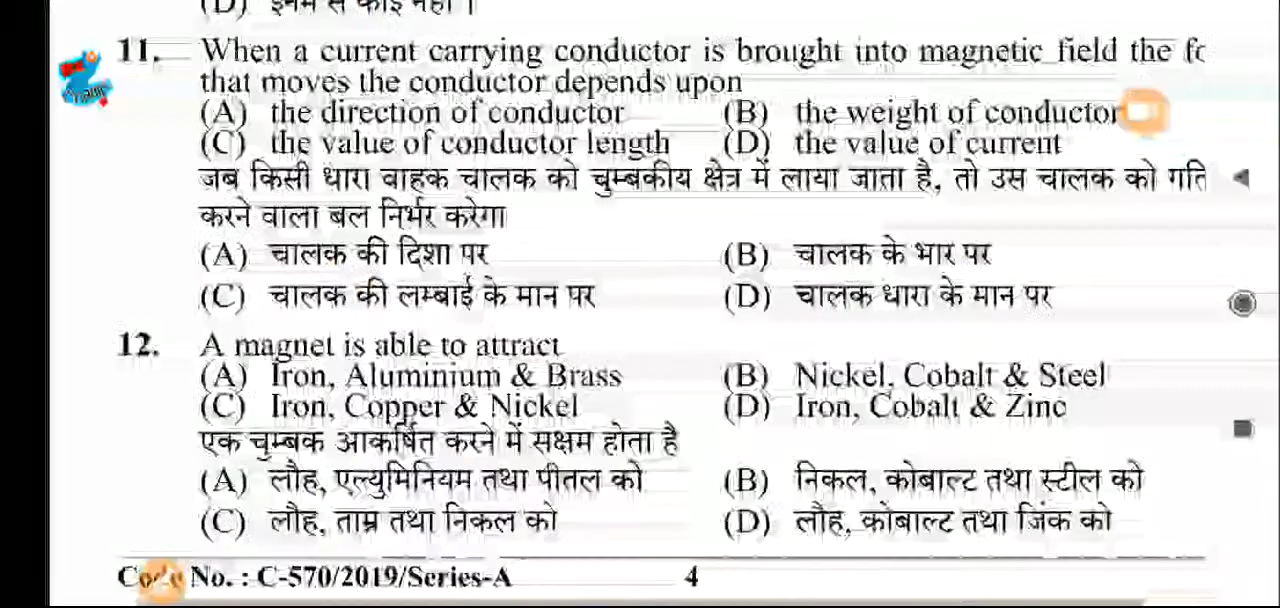 (D) इनमें से कोई नहीं ।
11. When a current carrying conductor is brought into magnetic field the
that moves the conductor depends upon
(A) the direction of conductor (B) the weight of conductor
(C) the value of conductor length (D) the value of current
जब किसी धारा वाहक चालक को चुम्बकीय क्षेत्र में लाया जाता है, तो उस चालक को गति
करने वाला बल निर्भर करेगा
(A) चालक की दिशा पर (B) चालक के भार पर
(C) चालक की लम्बाई के मान पर (D) चालक धारा के मान पर
12. A magnet is able to attract
(A) Iron, Aluminium & Brass (B) Nickel, Cobalt & Steel
(C) Iron, Copper & Nickel (D) Iron, Cobalt & Zinc
एक चुम्बक आकर्षित करने में सक्षम होता है
(A) लौह, एल्युमिनियम तथा पीतल को (B) निकल, कोबाल्ट तथा स्टील को
(C) लौह, ताम्र तथा निकल को (D) लौह, कोबाल्ट तथा जिंक को
Code No. : C-570/2019/Series-A 4